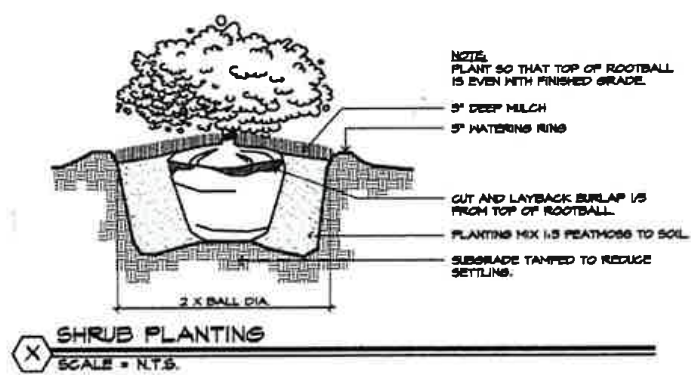 NOTE:
PLANT SO THAT TOP OF ROOTBALL
IS EVEN WITH FINISHED GRADE.
3" DEEP MULCH
3" WATERING RING
CUT AND LAYBACK BURLAP 1/3
FROM TOP OF ROOTBALL.
PLANTING MIX 1:3 PEATMOSS TO SOIL.
SUBGRADE TAMPED TO REDUCE
SETTLING.
2 X BALL DIA.
X SHRUB PLANTING
SCALE = N.T.S.